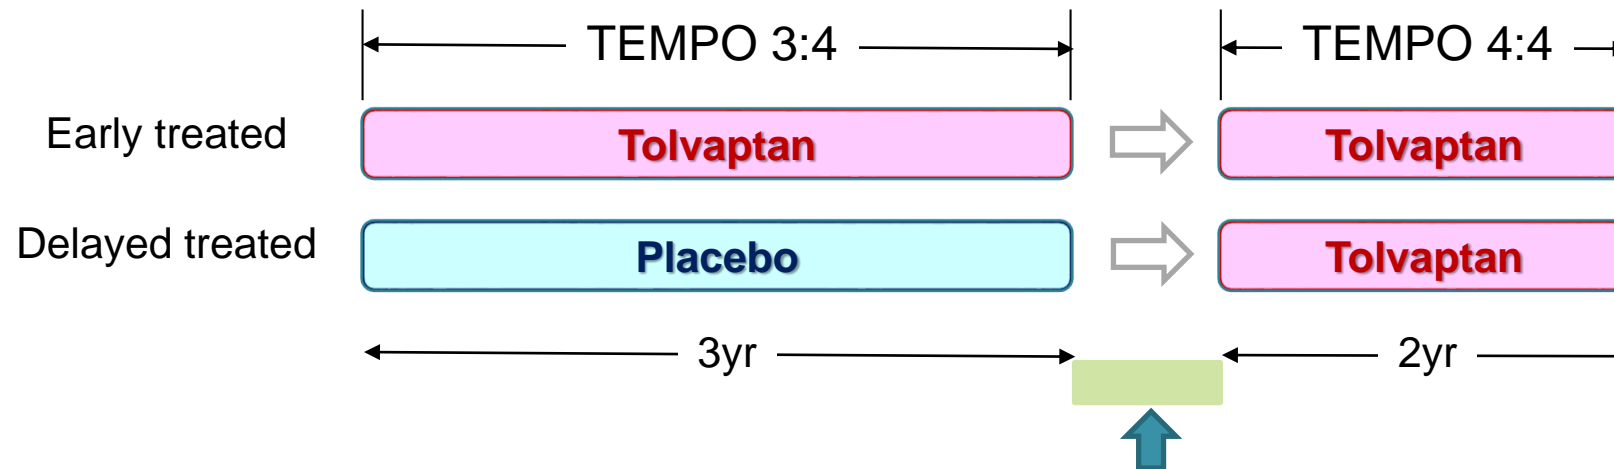 TEMPO 3:4 TEMPO 4:4
Early treated Tolvaptan Tolvaptan
Delayed treated Placebo Tolvaptan
3yr 2yr